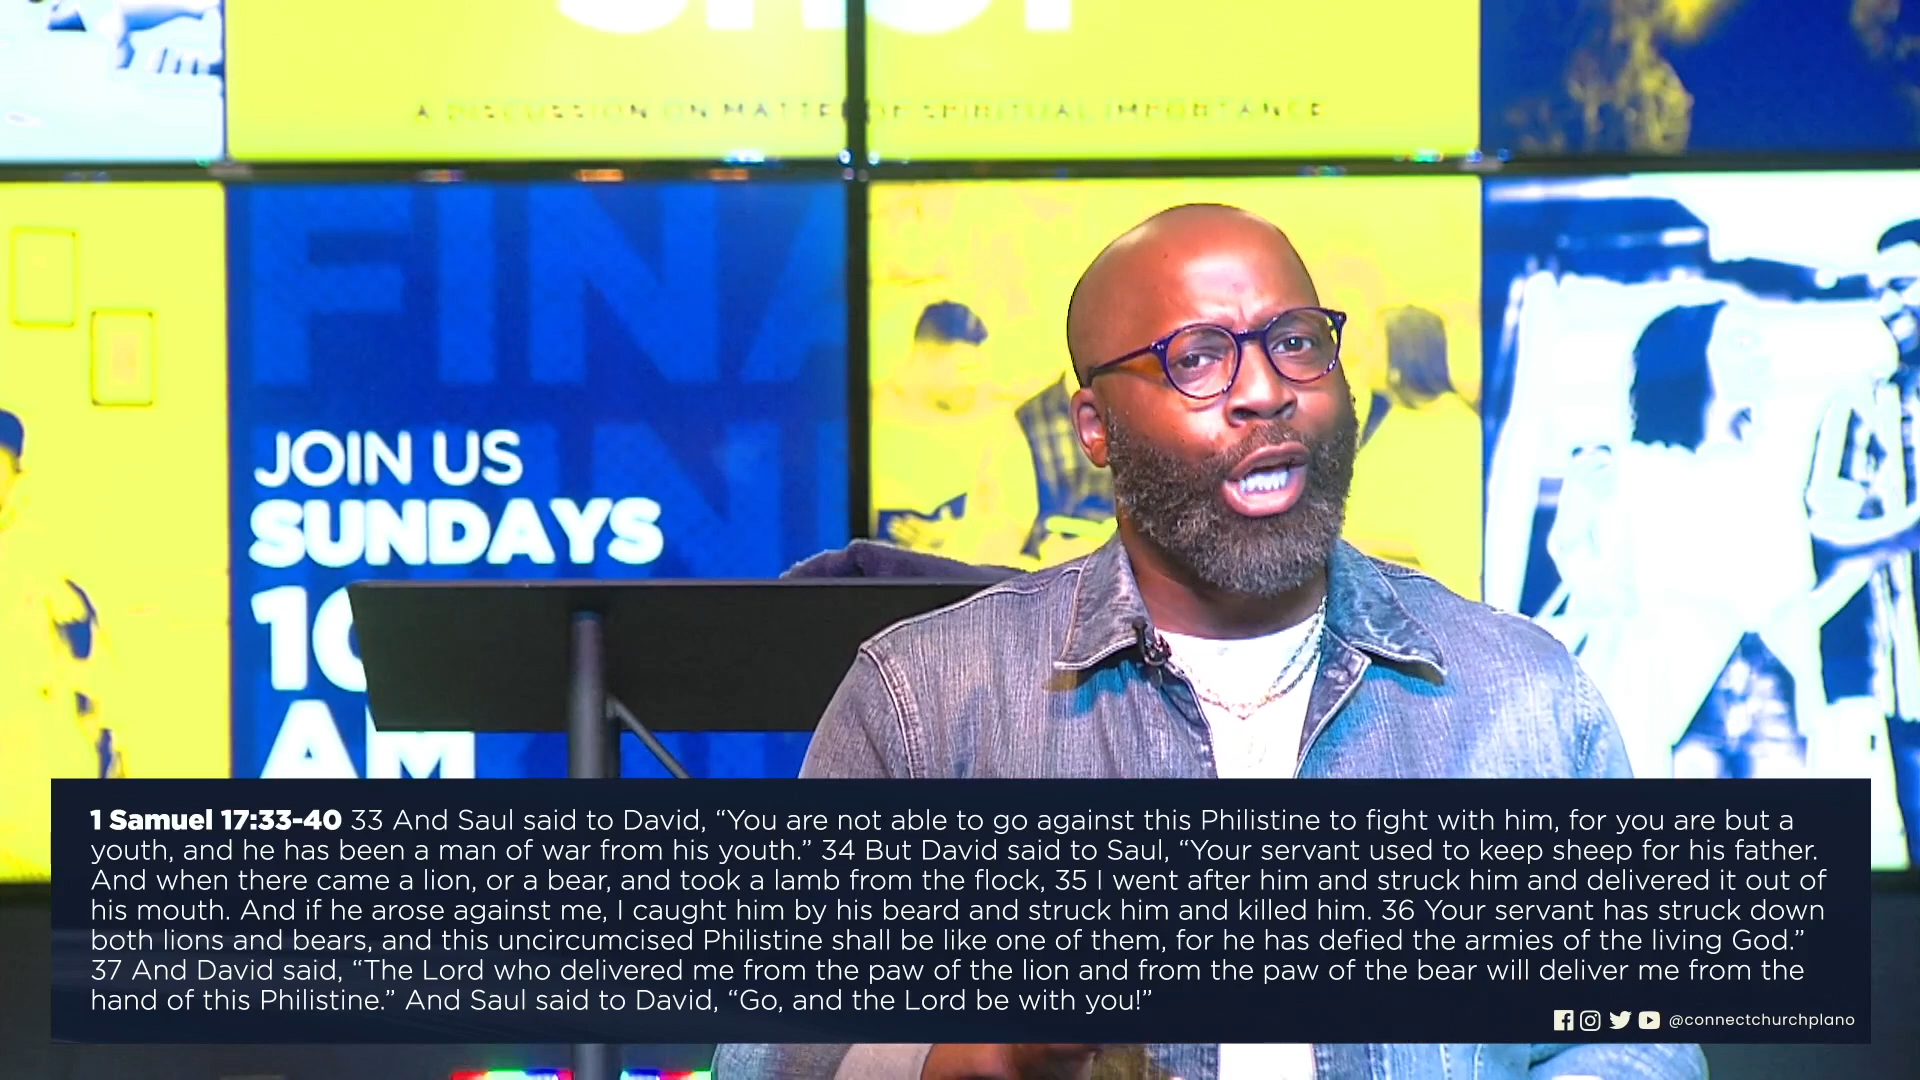 A DISCUSSION ON MATTE OF SPIRITUAL IMPORTANCE
FINA
JOIN US
SUNDAYS
10
AM
1 Samuel 17:33-40 33 And Saul said to David, “You are not able to go against this Philistine to fight with him, for you are but a
youth, and he has been a man of war from his youth.” 34 But David said to Saul, “Your servant used to keep sheep for his father.
And when there came a lion, or a bear, and took a lamb from the flock, 35 I went after him and struck him and delivered it out of
his mouth. And if he arose against me, I caught him by his beard and struck him and killed him. 36 Your servant has struck down
both lions and bears, and this uncircumcised Philistine shall be like one of them, for he has defied the armies of the living God.”
37 And David said, “The Lord who delivered me from the paw of the lion and from the paw of the bear will deliver me from the
hand of this Philistine.” And Saul said to David, “Go, and the Lord be with you!”
@connectchurchplano